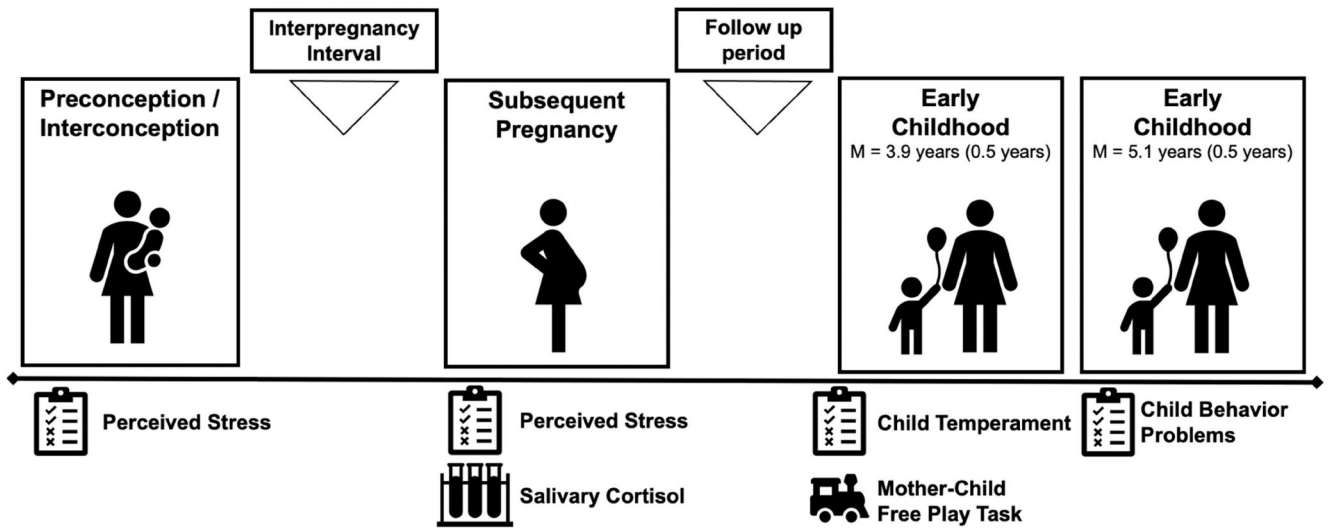 Interpregnancy
Interval
Follow up
period
Preconception /
Interconception
Subsequent
Pregnancy
Early
Childhood
M = 3.9 years (0.5 years)
Early
Childhood
M = 5.1 years (0.5 years)
Perceived Stress
Perceived Stress
Salivary Cortisol
Child Temperament
Mother-Child
Free Play Task
Child Behavior
Problems